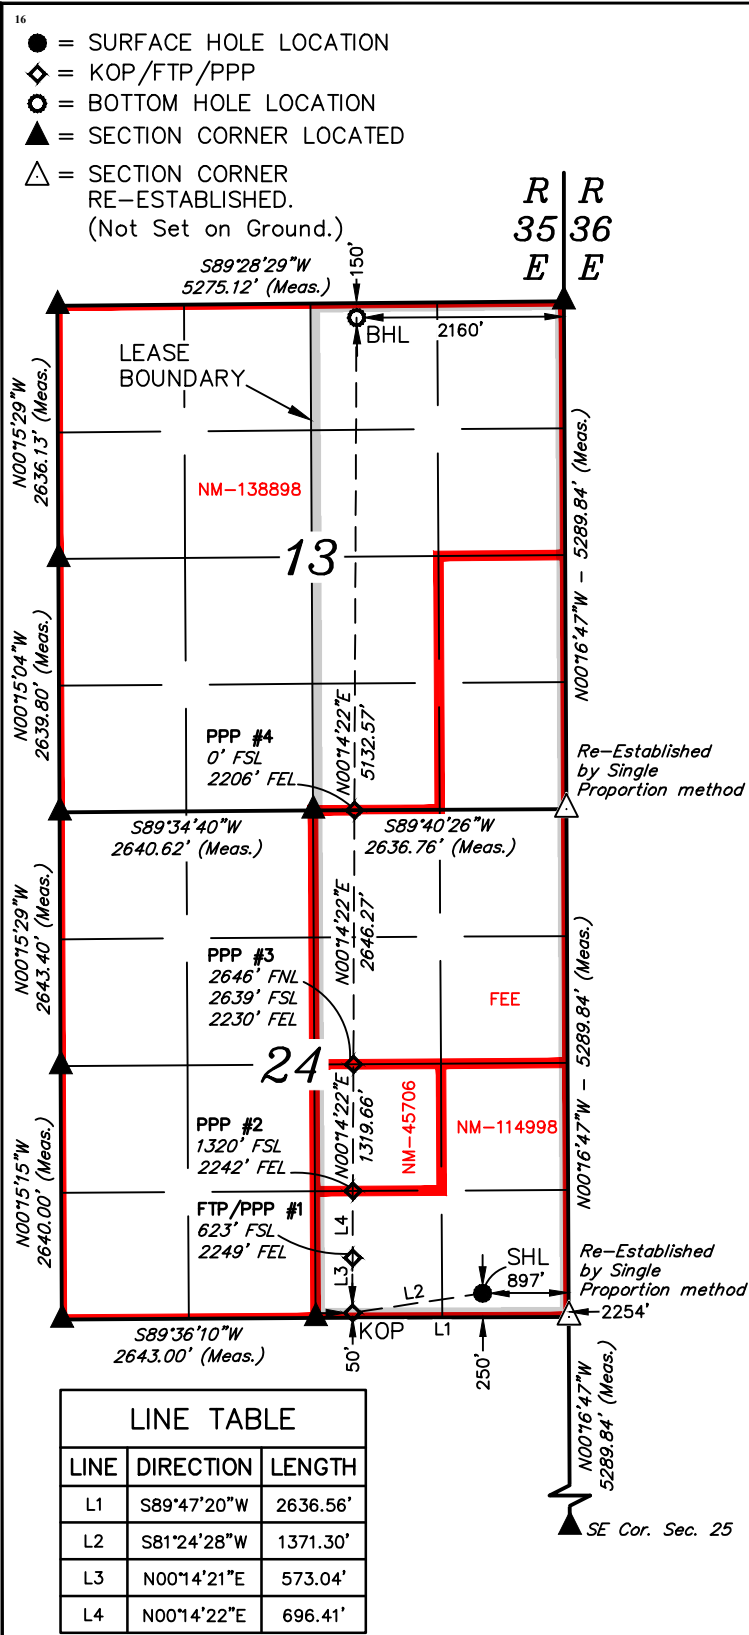 16
= SURFACE HOLE LOCATION
= KOP/FTP/PPP
= BOTTOM HOLE LOCATION
= SECTION CORNER LOCATED
= SECTION CORNER
RE-ESTABLISHED.
(Not Set on Ground.)
R R
35 36
E E
S89°28'29"W
5275.12' (Meas.)
150'
BHL
2160'
LEASE
BOUNDARY
N00°15'29"W
2636.13' (Meas.)
NM-138898
N00°16'47"W - 5289.84' (Meas.)
13
N00°15'04"W
2639.80' (Meas.)
N00°14'22"E
5132.57'
PPP #4
0' FSL
2206' FEL
Re-Established
by Single
Proportion method
S89°34'40"W
2640.62' (Meas.)
S89°40'26"W
2636.76' (Meas.)
N00°15'29"W
2643.40' (Meas.)
N00°14'22"E
2646.27'
PPP #3
2646' FNL
2639' FSL
2230' FEL
FEE
N00°16'47"W - 5289.84' (Meas.)
24
N00°14'22"E
1319.66'
NM-45706
NM-114998
PPP #2
1320' FSL
2242' FEL
N00°15'15"W
2640.00' (Meas.)
FTP/PPP #1
623' FSL
2249' FEL
L4
L3
L2
SHL
897'
Re-Established
by Single
Proportion method
2254'
KOP
L1
50'
250'
S89°36'10"W
2643.00' (Meas.)
N00°16'47"W
5289.84' (Meas.)
SE Cor. Sec. 25
LINE TABLE
LINE DIRECTION LENGTH
L1 S89°47'20"W 2636.56'
L2 S81°24'28"W 1371.30'
L3 N00°14'21"E 573.04'
L4 N00°14'22"E 696.41'